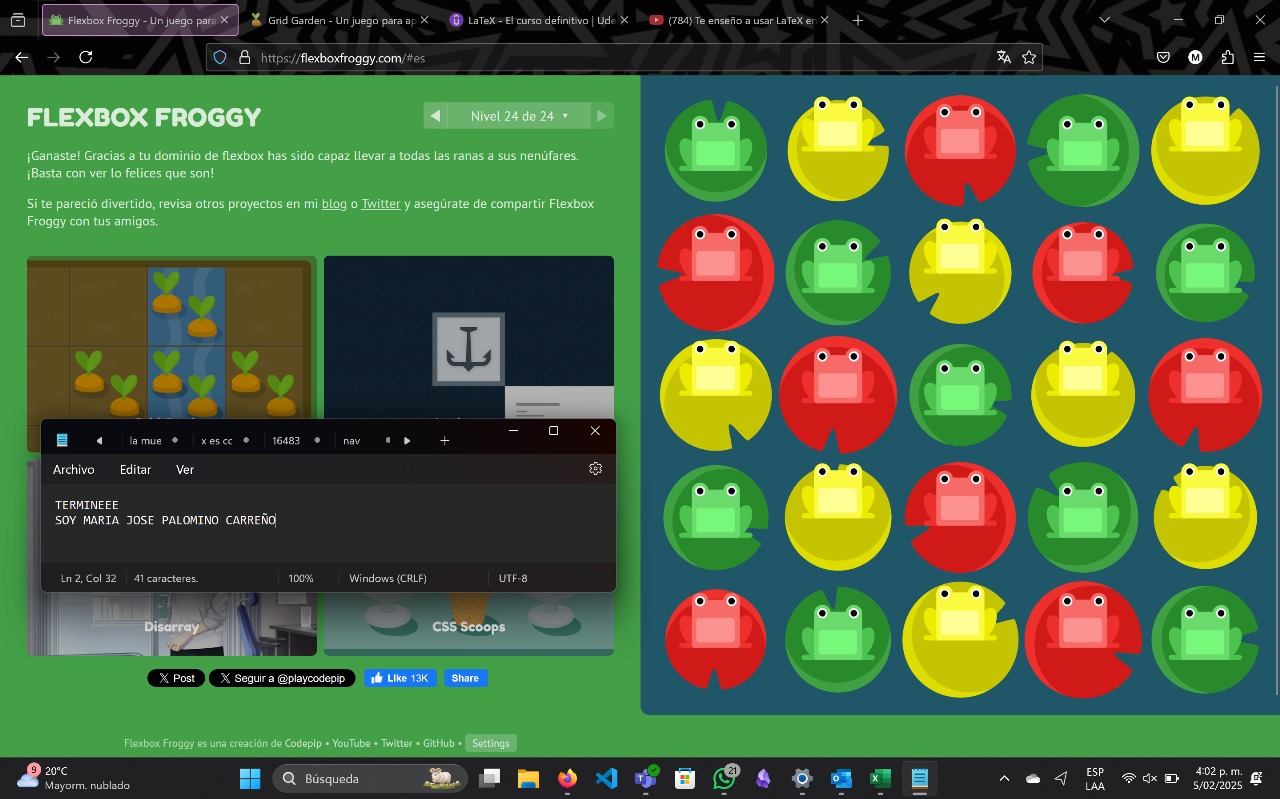 Flexbox Froggy - Un juego para
Grid Garden - Un juego para ap
LaTeX - El curso definitivo | Ude
(784) Te enseño a usar LaTeX en
https://flexboxfroggy.com/#es
FLEXBOX FROGGY
Nivel 24 de 24
¡Ganaste! Gracias a tu dominio de flexbox has sido capaz llevar a todas las ranas a sus nenúfares.
¡Basta con ver lo felices que son!
Si te pareció divertido, revisa otros proyectos en mi blog o Twitter y asegúrate de compartir Flexbox
Froggy con tus amigos.
la mue
x es cc
16483
nav
Archivo Editar Ver
TERMINEEE
SOY MARIA JOSE PALOMINO CARREÑO
Ln 2, Col 32 41 caracteres. 100% Windows (CRLF) UTF-8
Disarray
CSS Scoops
Post
Seguir a @playcodepip
Like 13K
Share
Flexbox Froggy es una creación de Codepip • YouTube • Twitter • GitHub • Settings
9
20°C
Mayorm. nublado
Búsqueda
21
ESP
LAA
4:02 p. m.
5/02/2025